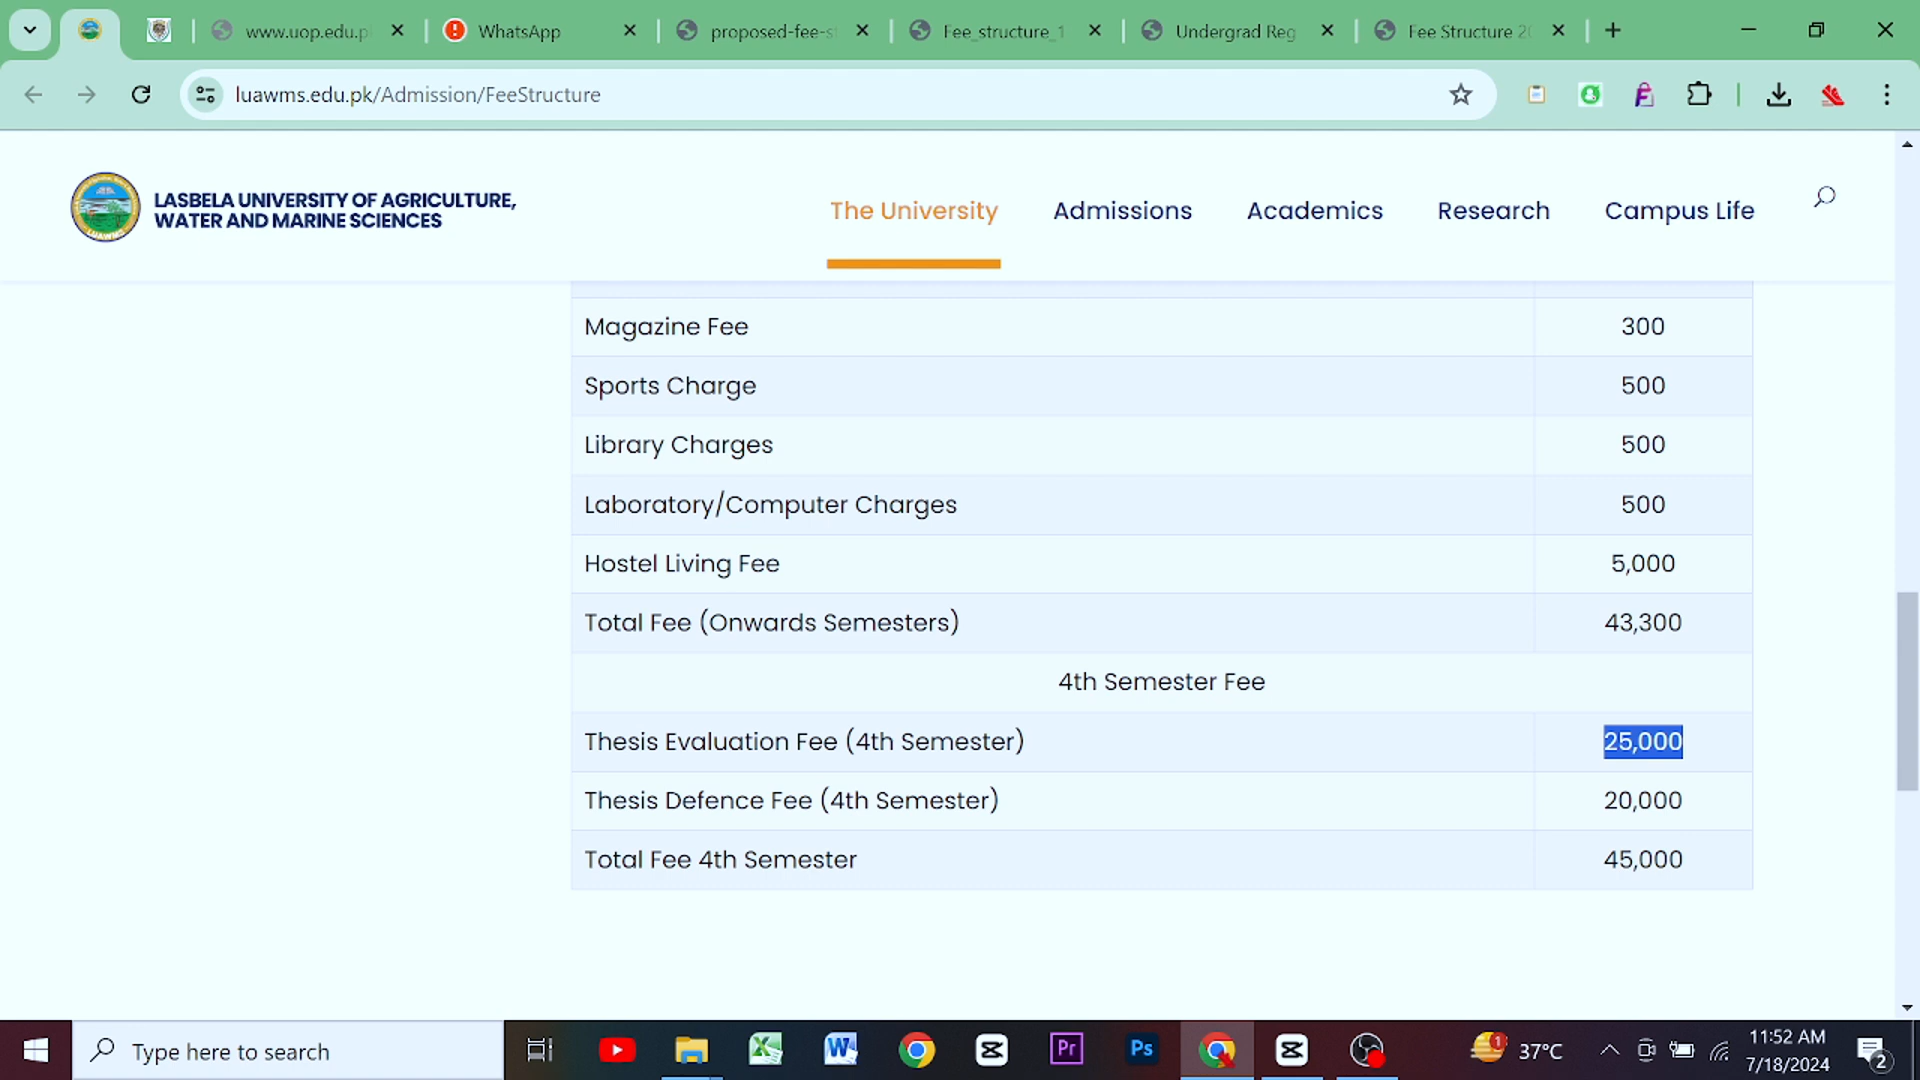 www.uop.edu.p
WhatsApp
proposed-fee-s
Fee_structure_1
Undergrad Reg
Fee Structure 20
luawms.edu.pk/Admission/FeeStructure
LASBELA UNIVERSITY OF AGRICULTURE,
WATER AND MARINE SCIENCES
The University
Admissions
Academics
Research
Campus Life
Magazine Fee 300
Sports Charge 500
Library Charges 500
Laboratory/Computer Charges 500
Hostel Living Fee 5,000
Total Fee (Onwards Semesters) 43,300
4th Semester Fee
Thesis Evaluation Fee (4th Semester) 25,000
Thesis Defence Fee (4th Semester) 20,000
Total Fee 4th Semester 45,000
Type here to search
Pr
Ps
1
37°C
11:52 AM
7/18/2024
2